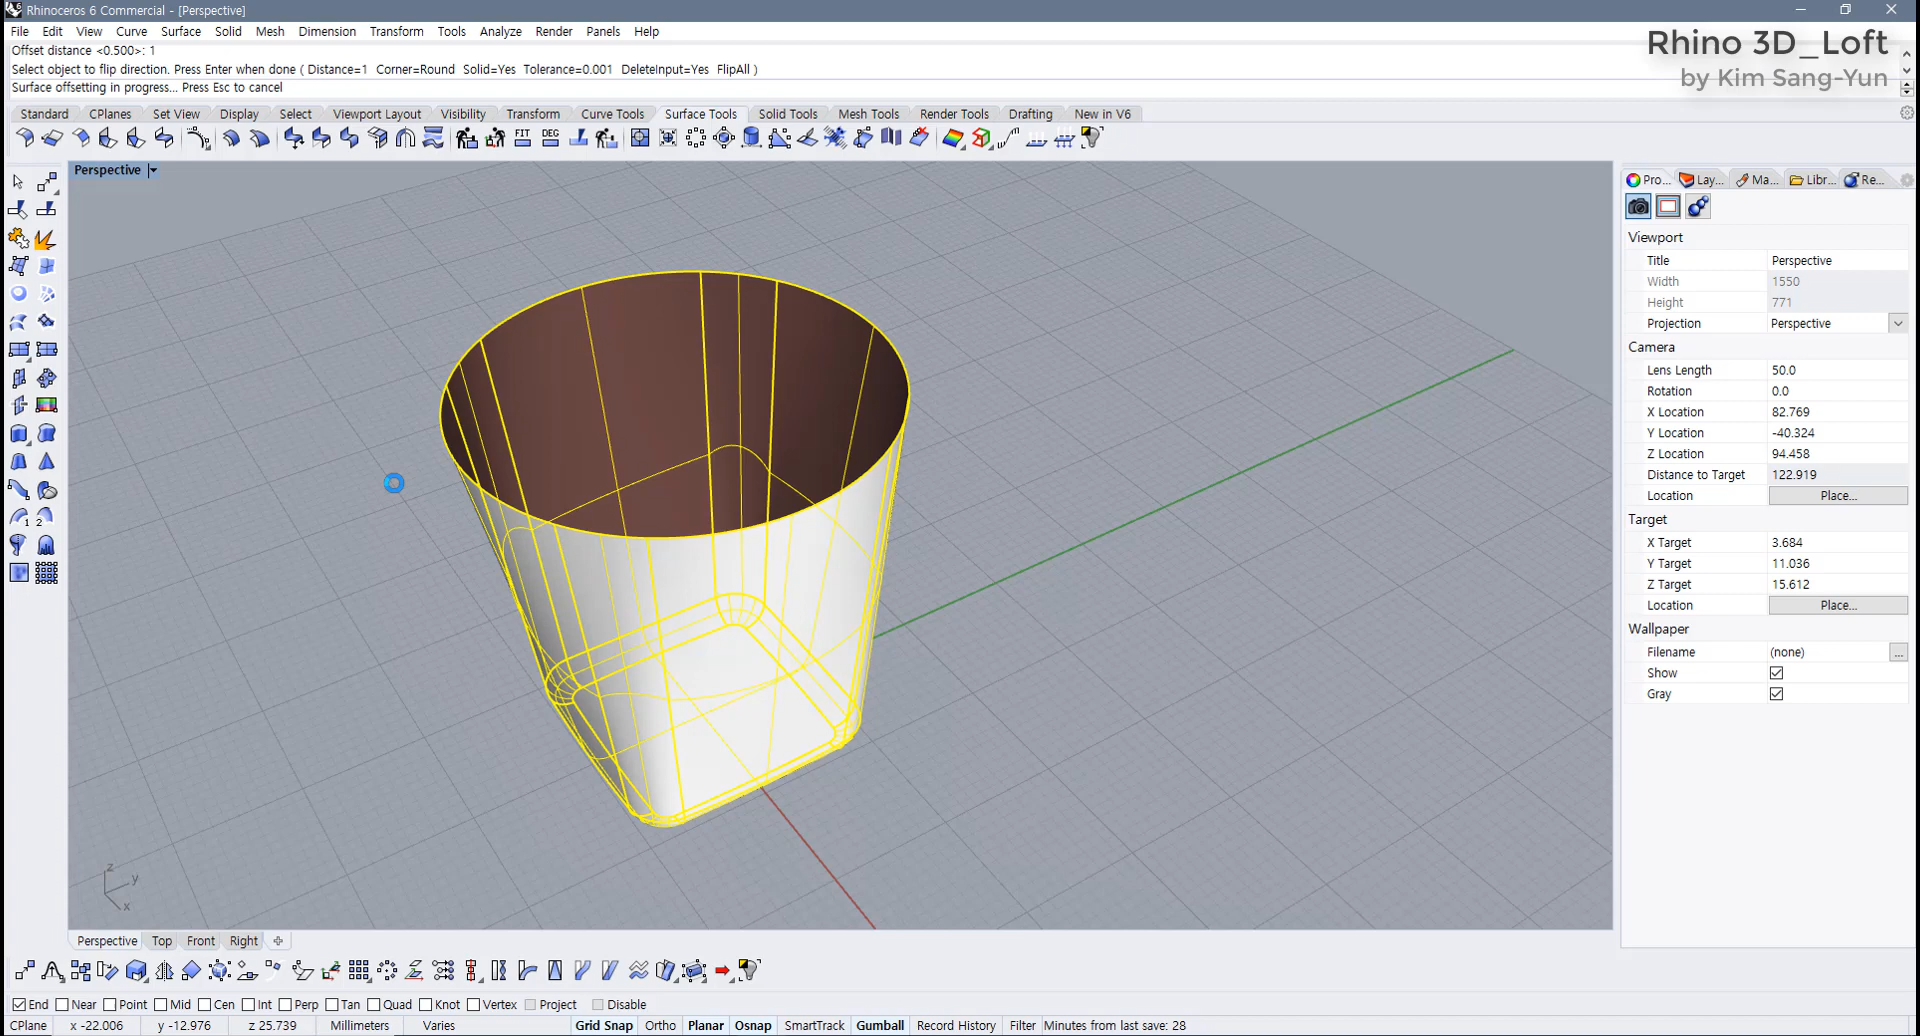 Rhinoceros 6 Commercial - [Perspective]
File Edit View Curve Surface Solid Mesh Dimension Transform Tools Analyze Render Panels Help
Rhino 3D_Loft
by Kim Sang-Yun
Offset distance <0.500>: 1
Select object to flip direction. Press Enter when done ( Distance=1 Corner=Round Solid=Yes Tolerance=0.001 DeleteInput=Yes FlipAll )
Surface offsetting in progress... Press Esc to cancel
Standard CPlanes Set View Display Select Viewport Layout Visibility Transform Curve Tools Surface Tools Solid Tools Mesh Tools Render Tools Drafting New in V6
FIT DEG
Perspective
Pro... Lay... Ma... Libr... Re...
Viewport
Title Perspective
Width 1550
Height 771
Projection Perspective
Camera
Lens Length 50.0
Rotation 0.0
X Location 82.769
Y Location -40.324
Z Location 94.458
Distance to Target 122.919
Location Place...
Target
X Target 3.684
Y Target 11.036
Z Target 15.612
Location Place...
Wallpaper
Filename (none) ...
Show
Gray
z
y
x
Perspective Top Front Right
End Near Point Mid Cen Int Perp Tan Quad Knot Vertex Project Disable
CPlane x -22.006 y -12.976 z 25.739 Millimeters Varies Grid Snap Ortho Planar Osnap SmartTrack Gumball Record History Filter Minutes from last save: 28